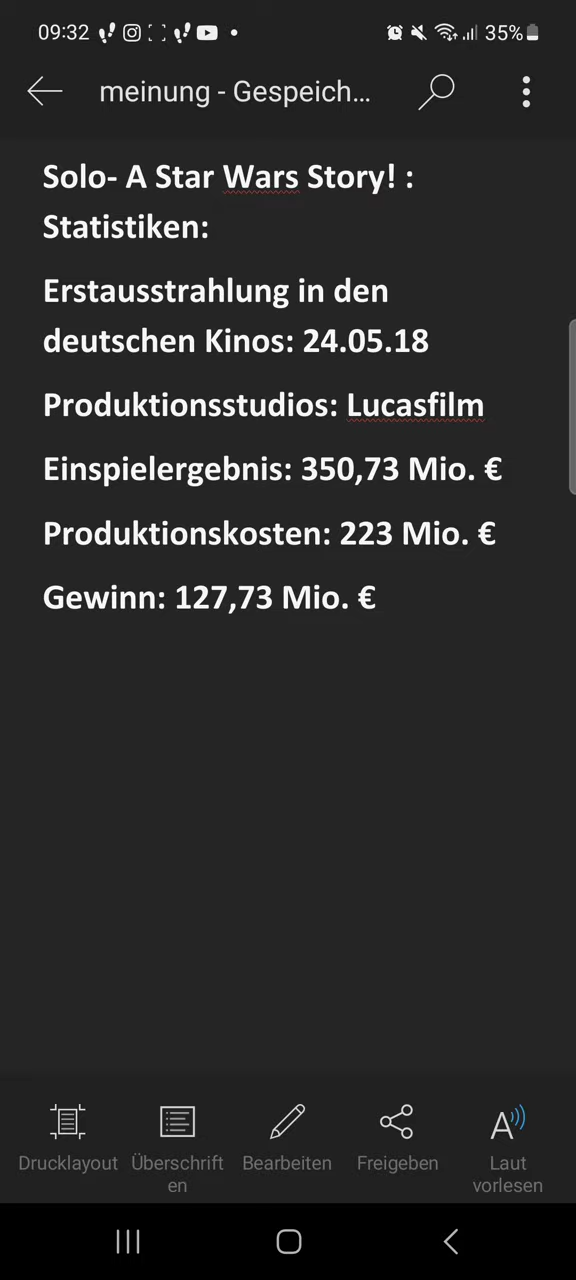 09:32
35%
meinung - Gespeich...
Solo- A Star Wars Story! :
Statistiken:
Erstausstrahlung in den
deutschen Kinos: 24.05.18
Produktionsstudios: Lucasfilm
Einspielergebnis: 350,73 Mio. €
Produktionskosten: 223 Mio. €
Gewinn: 127,73 Mio. €
Drucklayout
Überschrift
en
Bearbeiten
Freigeben
Laut
vorlesen